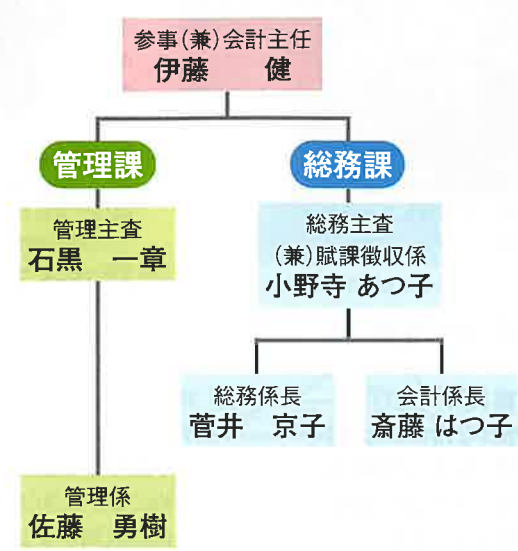 参事（兼）会計主任
伊藤　健
管理課
総務課
管理主査
石黒　一章
総務主査
（兼）賦課徴収係
小野寺 あつ子
総務係長
菅井　京子
会計係長
斎藤 はつ子
管理係
佐藤　勇樹